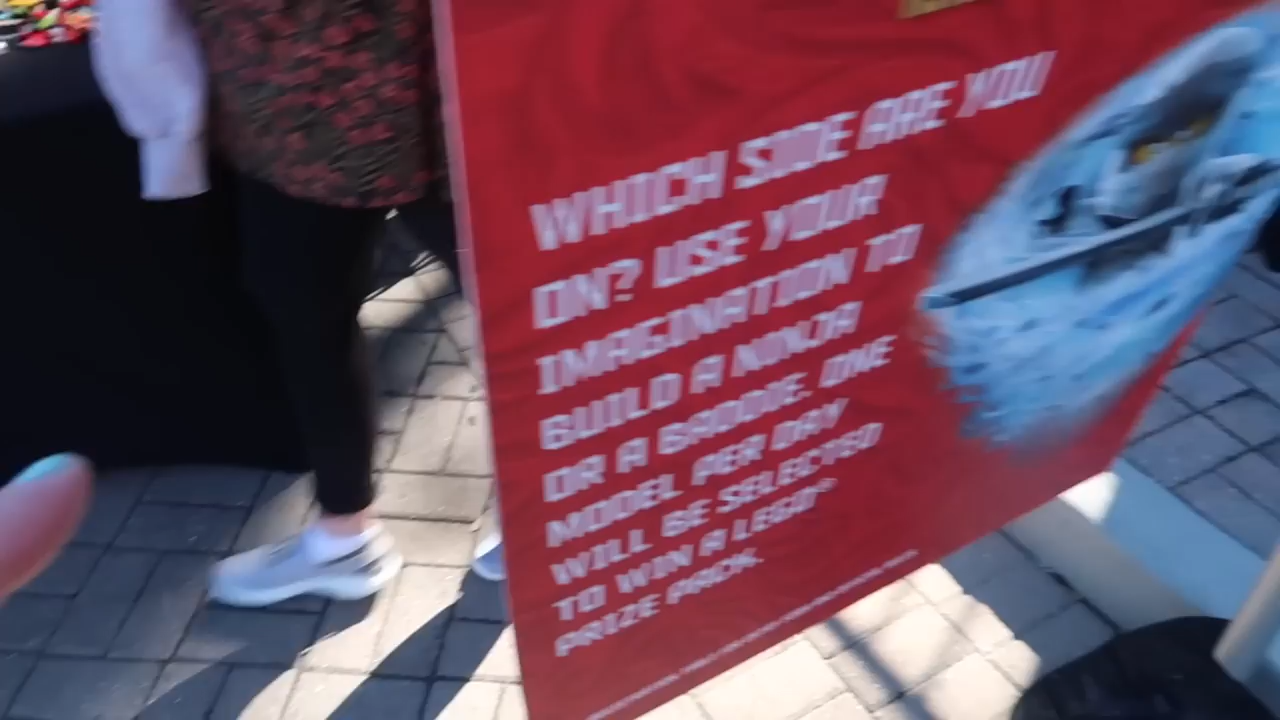 WHICH SIDE ARE YOU
ON? USE YOUR
IMAGINATION TO
BUILD A NINJA
OR A BADDIE. ONE
MODEL PER DAY
WILL BE SELECTED
TO WIN A LEGO®
PRIZE PACK.